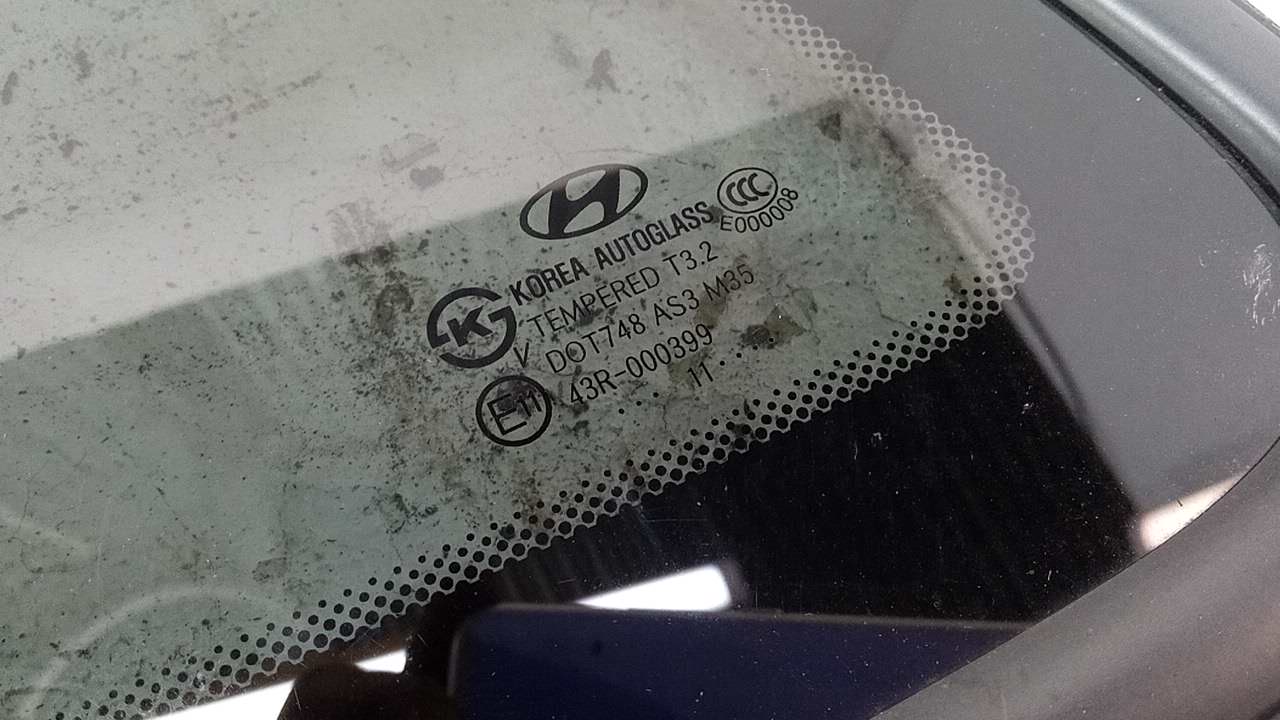 CCC
E000008
KOREA AUTOGLASS
K
TEMPERED T3.2
V DOT748 AS3 M35
E11 43R-000399
11